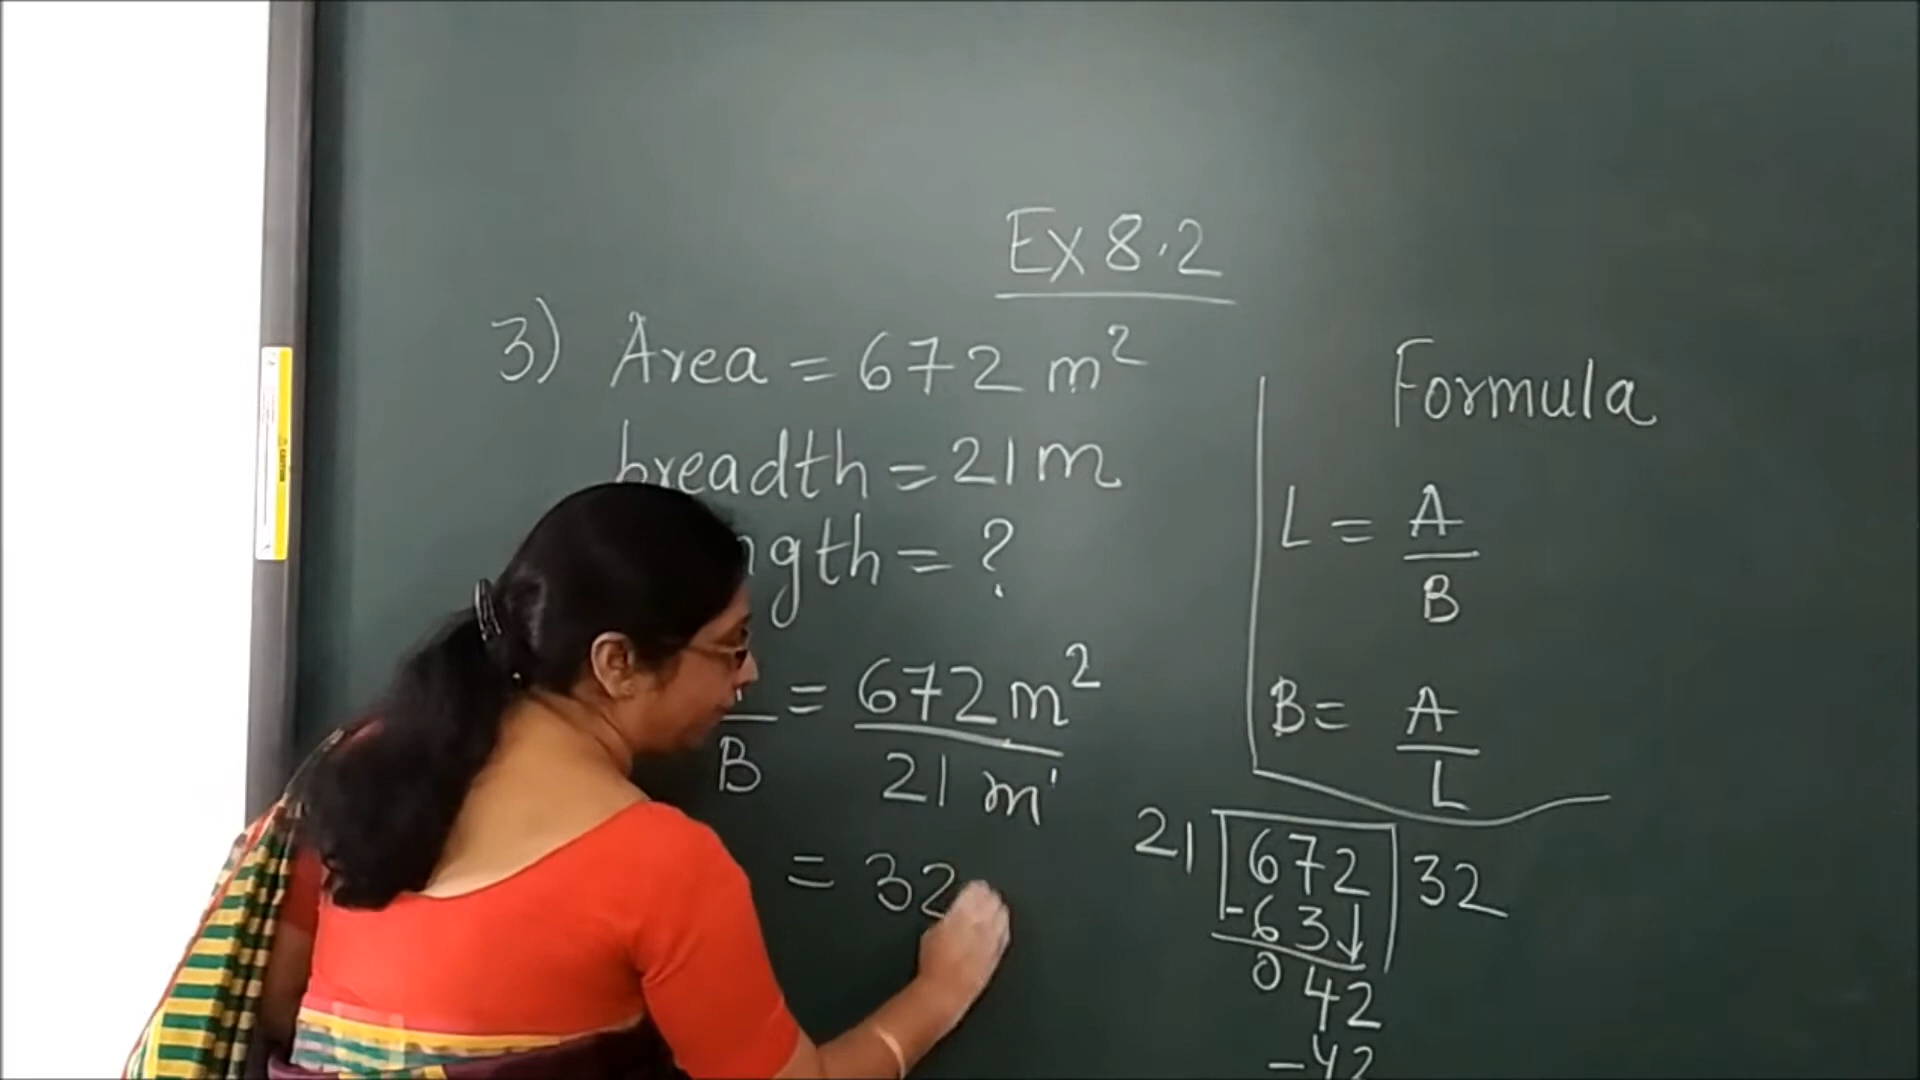 Ex 8.2
3) Area = 672 m²
breadth = 21 m
ngth = ?
B = 672 m² / 21 m¹
= 32
Formula
L = A / B
B = A / L
21 672 32
-63↓
0 42
-42